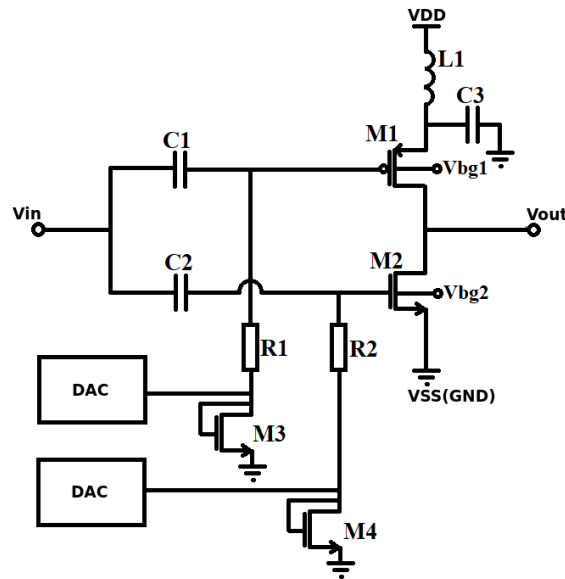 VDD
L1
C3
M1
C1
Vbg1
Vin
Vout
C2
M2
Vbg2
R1
R2
VSS(GND)
DAC
M3
DAC
M4